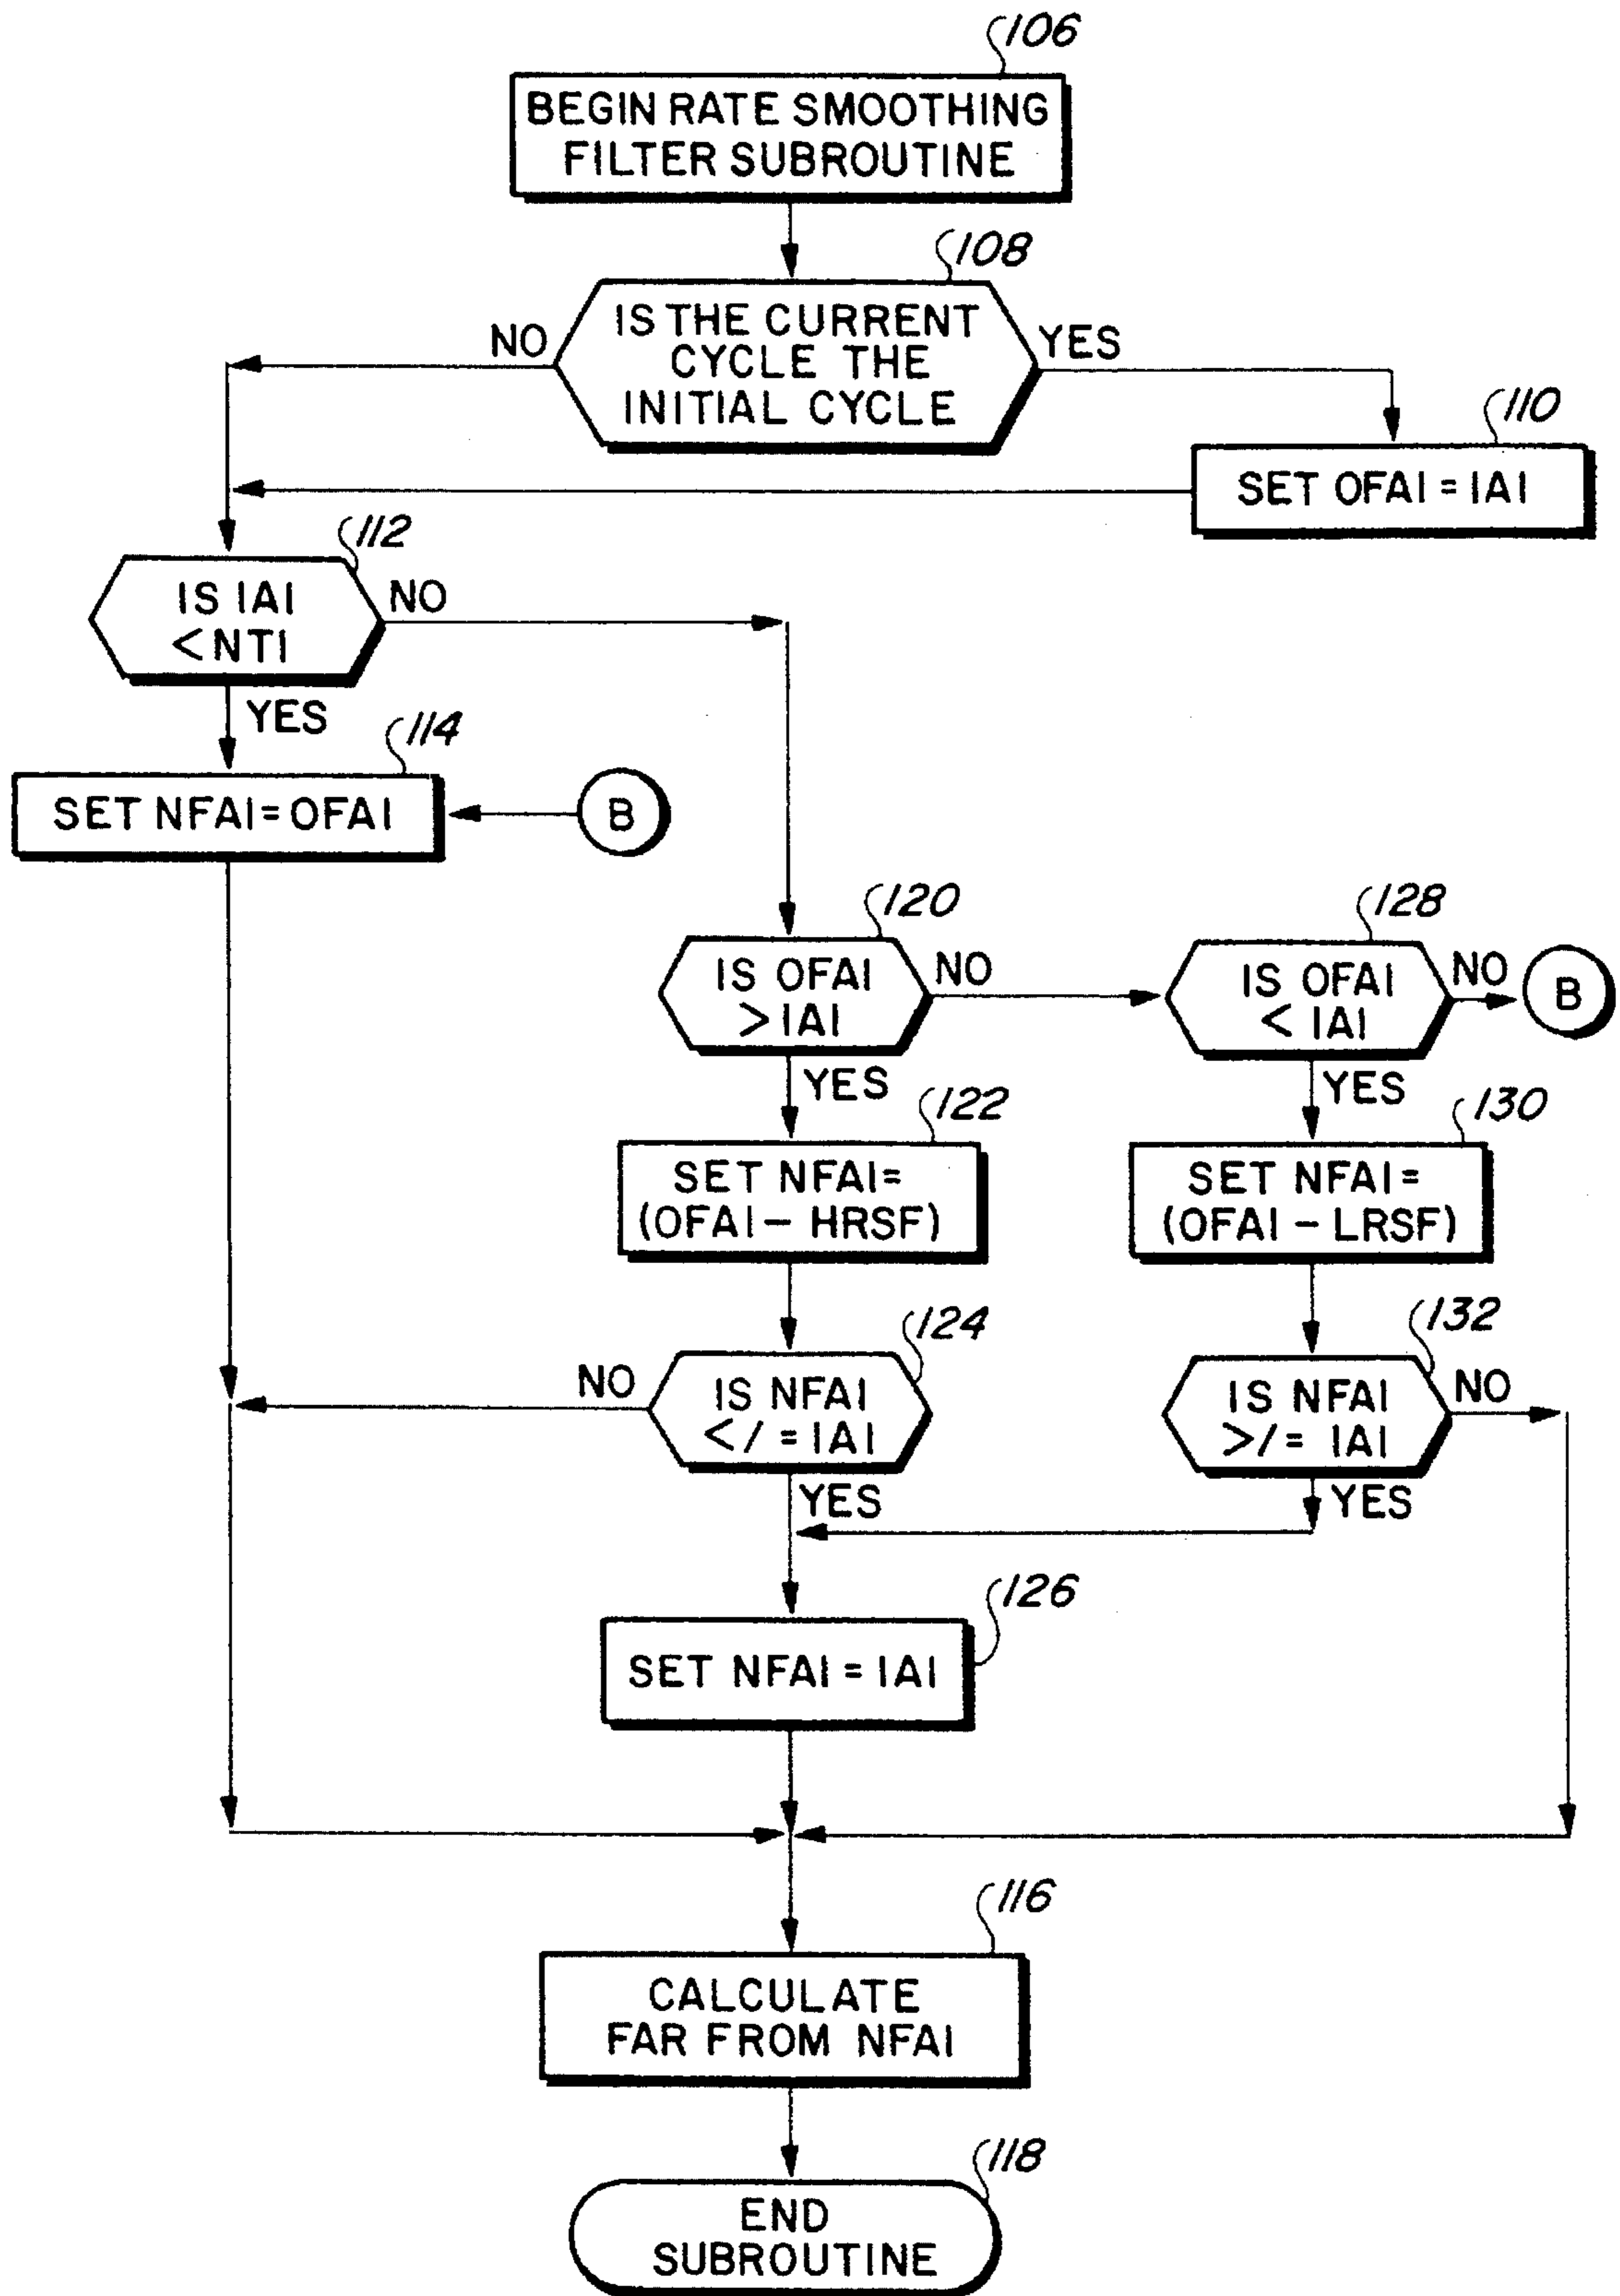 106
BEGIN RATE SMOOTHING
FILTER SUBROUTINE
108
IS THE CURRENT
CYCLE THE
INITIAL CYCLE
NO
YES
110
SET OFAI = IAI
112
IS IAI
< NTI
NO
YES
114
SET NFAI = OFAI
B
120
IS OFAI
> IAI
NO
YES
128
IS OFAI
< IAI
NO
B
YES
122
SET NFAI =
(OFAI - HRSF)
130
SET NFAI =
(OFAI - LRSF)
124
IS NFAI
</= IAI
NO
YES
132
IS NFAI
>/= IAI
NO
YES
126
SET NFAI = IAI
116
CALCULATE
FAR FROM NFAI
118
END
SUBROUTINE